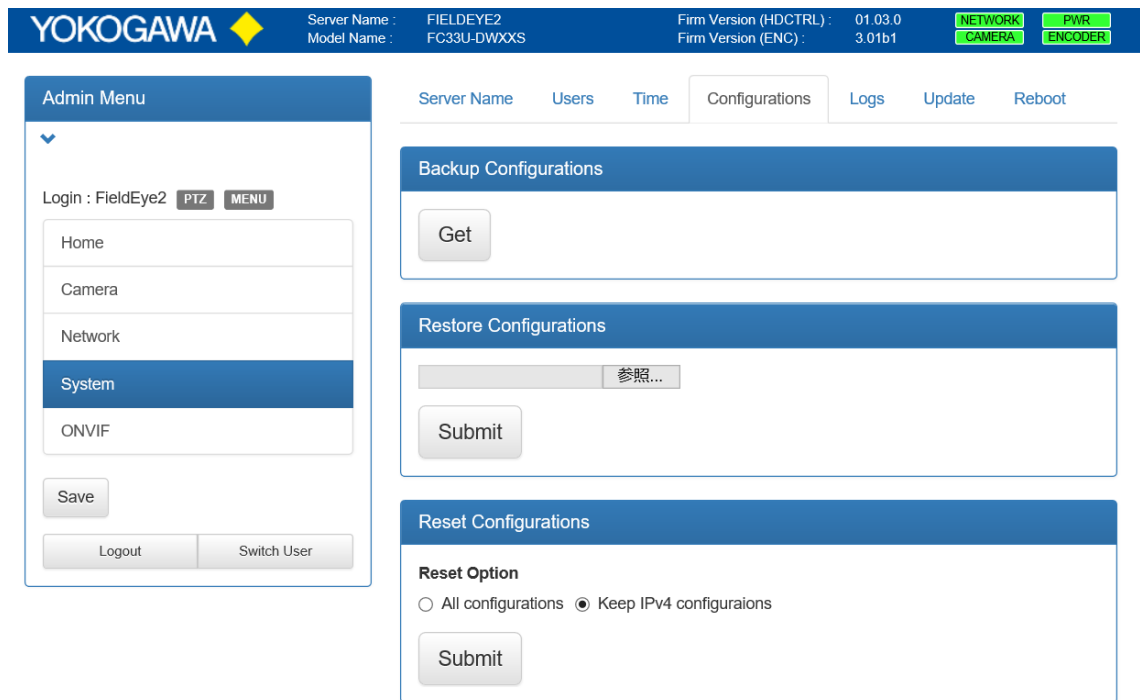 YOKOGAWA
Server Name : FIELDEYE2
Model Name : FC33U-DWXXS
Firm Version (HDCTRL) : 01.03.0
Firm Version (ENC) : 3.01b1
NETWORK PWR
CAMERA ENCODER
Admin Menu
Login : FieldEye2 PTZ MENU
Home
Camera
Network
System
ONVIF
Save
Logout Switch User
Server Name Users Time Configurations Logs Update Reboot
Backup Configurations
Get
Restore Configurations
参照...
Submit
Reset Configurations
Reset Option
All configurations Keep IPv4 configuraions
Submit